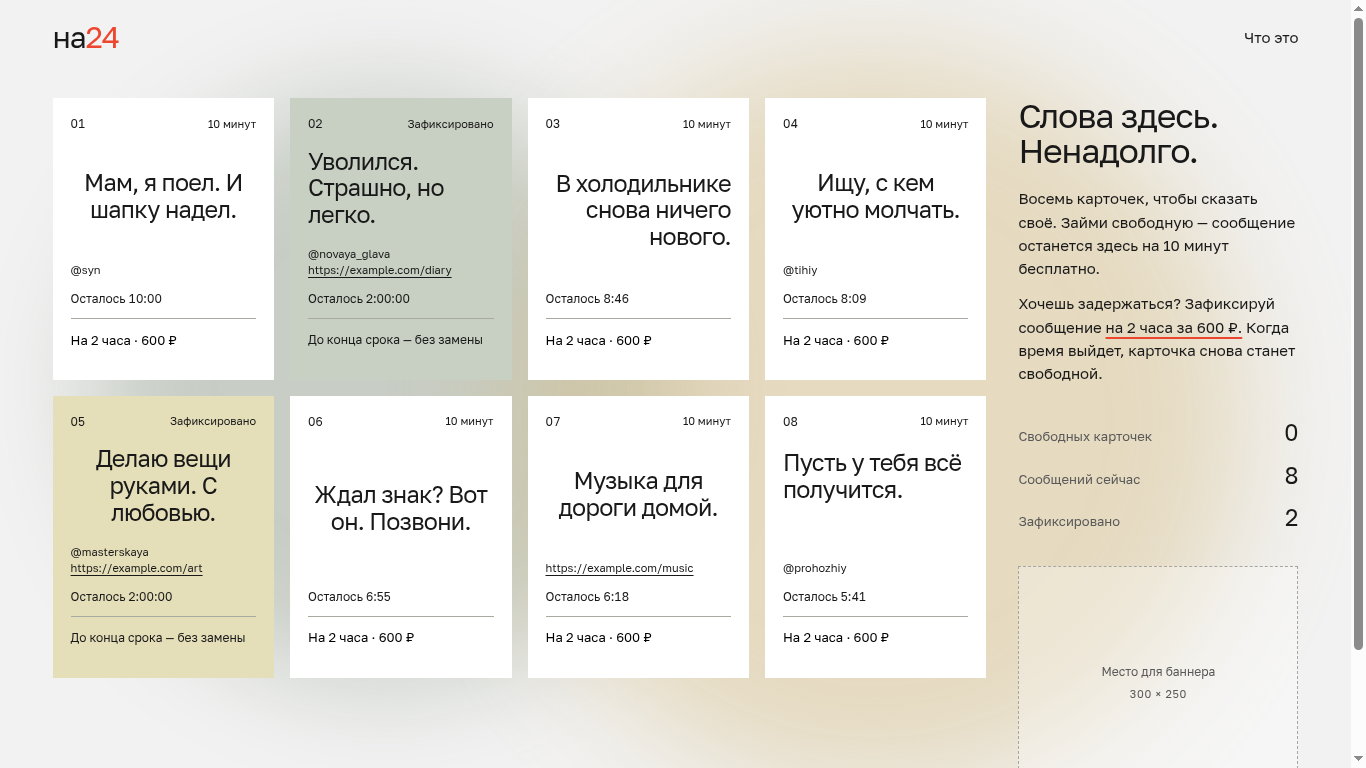 на24
Что это
01
10 минут
Мам, я поел. И
шапку надел.
@syn
Осталось 10:00
На 2 часа · 600 ₽
02
Зафиксировано
Уволился.
Страшно, но
легко.
@novaya_glava
https://example.com/diary
Осталось 2:00:00
До конца срока — без замены
03
10 минут
В холодильнике
снова ничего
нового.
Осталось 8:46
На 2 часа · 600 ₽
04
10 минут
Ищу, с кем
уютно молчать.
@tihiy
Осталось 8:09
На 2 часа · 600 ₽
05
Зафиксировано
Делаю вещи
руками. С
любовью.
@masterskaya
https://example.com/art
Осталось 2:00:00
До конца срока — без замены
06
10 минут
Ждал знак? Вот
он. Позвони.
Осталось 6:55
На 2 часа · 600 ₽
07
10 минут
Музыка для
дороги домой.
https://example.com/music
Осталось 6:18
На 2 часа · 600 ₽
08
10 минут
Пусть у тебя всё
получится.
@prohozhiy
Осталось 5:41
На 2 часа · 600 ₽
Слова здесь.
Ненадолго.
Восемь карточек, чтобы сказать
своё. Займи свободную — сообщение
останется здесь на 10 минут
бесплатно.
Хочешь задержаться? Зафиксируй
сообщение на 2 часа за 600 ₽. Когда
время выйдет, карточка снова станет
свободной.
Свободных карточек 0
Сообщений сейчас 8
Зафиксировано 2
Место для баннера
300 × 250